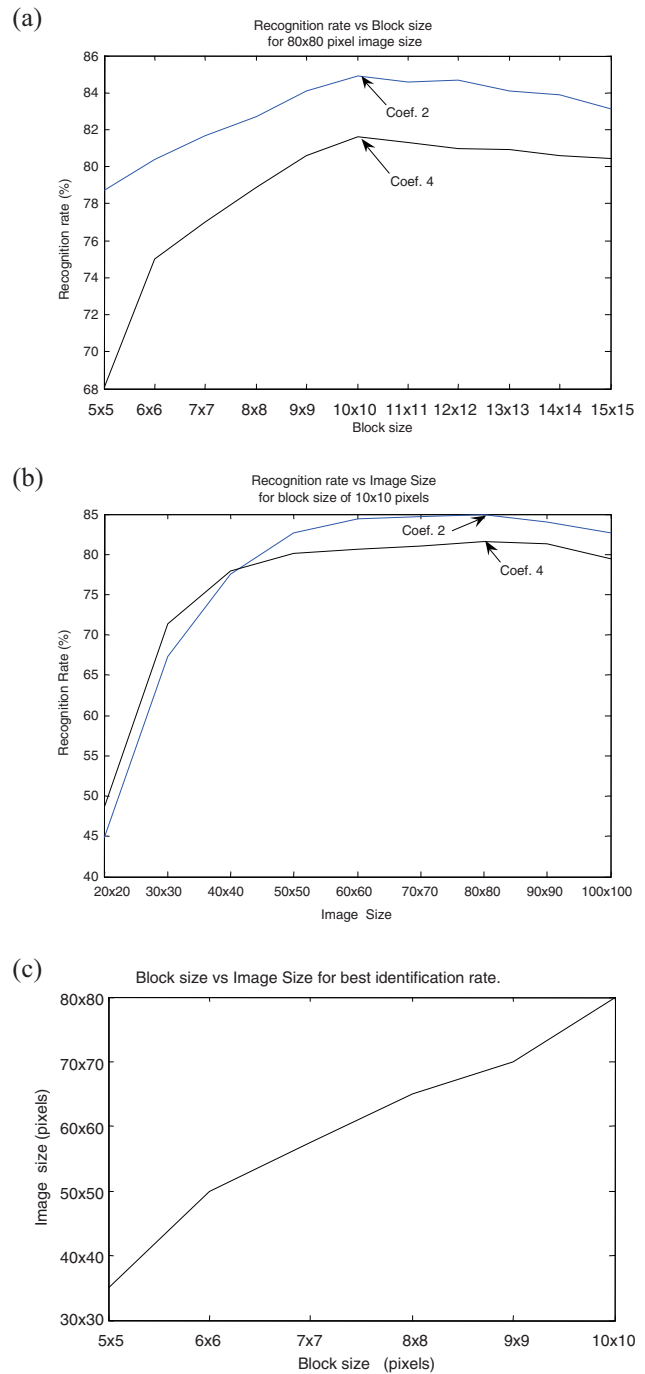 (a)
Recognition rate vs Block size
for 80x80 pixel image size
86
84
82
80
78
76
74
72
70
68
Recognition rate (%)
Coef. 2
Coef. 4
5x5 6x6 7x7 8x8 9x9 10x10 11x11 12x12 13x13 14x14 15x15
Block size
(b)
Recognition rate vs Image Size
for block size of 10x10 pixels
85
80
75
70
65
60
55
50
45
40
Recognition Rate (%)
Coef. 2
Coef. 4
20x20 30x30 40x40 50x50 60x60 70x70 80x80 90x90 100x100
Image Size
(c)
Block size vs Image Size for best identification rate.
80x80
70x70
60x60
50x50
40x40
30x30
Image size (pixels)
5x5 6x6 7x7 8x8 9x9 10x10
Block size (pixels)